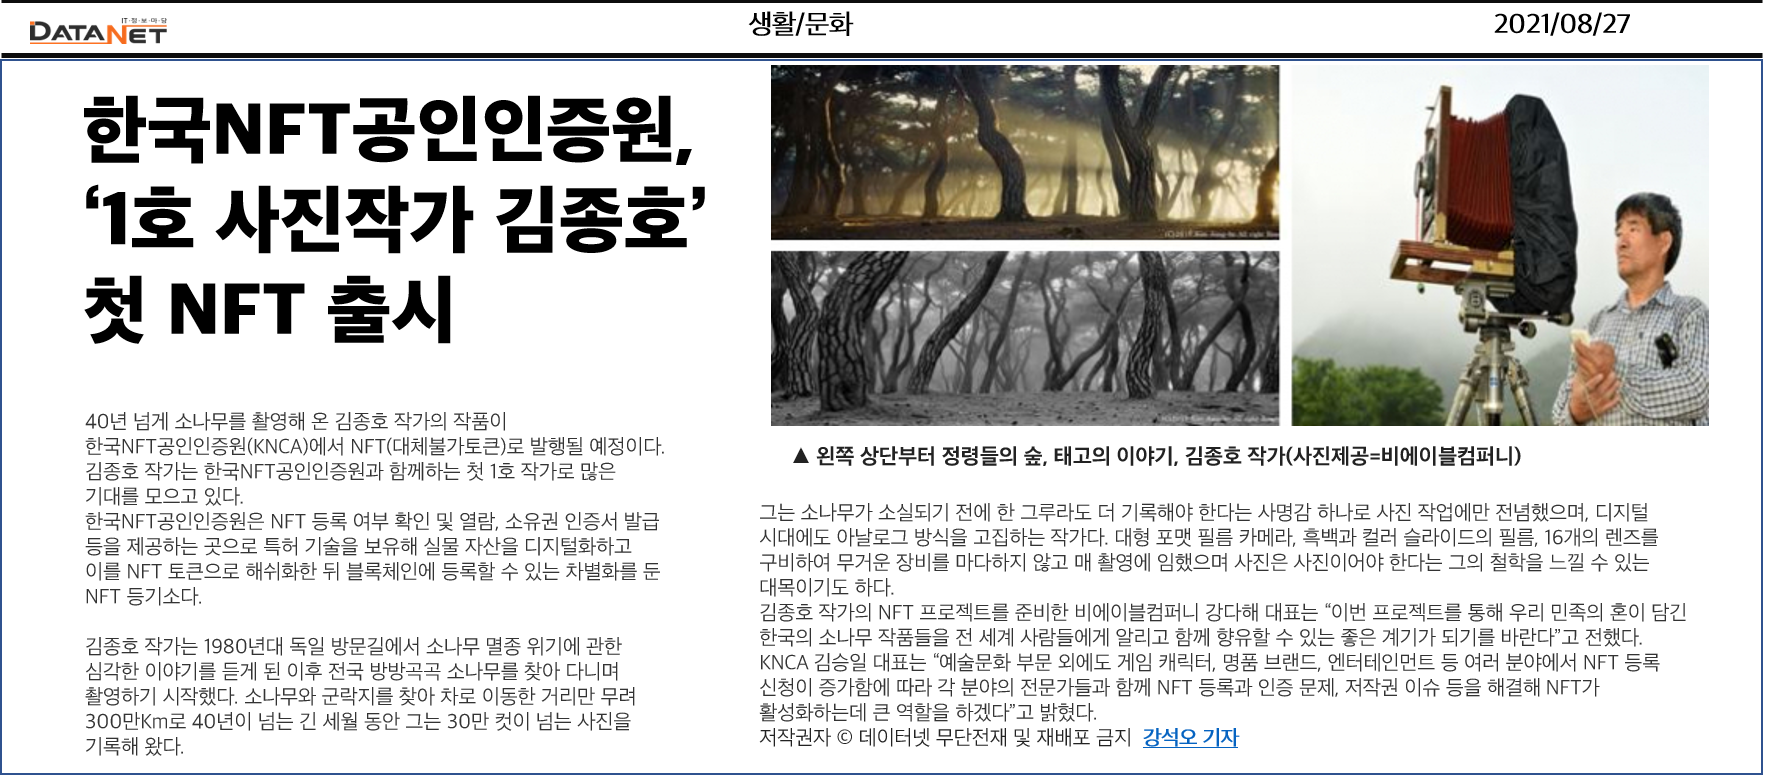 IT·정·보·마·당
DATANET
생활/문화
2021/08/27
한국NFT공인인증원,
‘1호 사진작가 김종호’
첫 NFT 출시
40년 넘게 소나무를 촬영해 온 김종호 작가의 작품이
한국NFT공인인증원(KNCA)에서 NFT(대체불가토큰)로 발행될 예정이다.
김종호 작가는 한국NFT공인인증원과 함께하는 첫 1호 작가로 많은
기대를 모으고 있다.
한국NFT공인인증원은 NFT 등록 여부 확인 및 열람, 소유권 인증서 발급
등을 제공하는 곳으로 특허 기술을 보유해 실물 자산을 디지털화하고
이를 NFT 토큰으로 해쉬화한 뒤 블록체인에 등록할 수 있는 차별화를 둔
NFT 등기소다.
김종호 작가는 1980년대 독일 방문길에서 소나무 멸종 위기에 관한
심각한 이야기를 듣게 된 이후 전국 방방곡곡 소나무를 찾아 다니며
촬영하기 시작했다. 소나무와 군락지를 찾아 차로 이동한 거리만 무려
300만Km로 40년이 넘는 긴 세월 동안 그는 30만 컷이 넘는 사진을
기록해 왔다.
▲ 왼쪽 상단부터 정령들의 숲, 태고의 이야기, 김종호 작가(사진제공=비에이블컴퍼니)
그는 소나무가 소실되기 전에 한 그루라도 더 기록해야 한다는 사명감 하나로 사진 작업에만 전념했으며, 디지털
시대에도 아날로그 방식을 고집하는 작가다. 대형 포맷 필름 카메라, 흑백과 컬러 슬라이드의 필름, 16개의 렌즈를
구비하여 무거운 장비를 마다하지 않고 매 촬영에 임했으며 사진은 사진이어야 한다는 그의 철학을 느낄 수 있는
대목이기도 하다.
김종호 작가의 NFT 프로젝트를 준비한 비에이블컴퍼니 강다해 대표는 “이번 프로젝트를 통해 우리 민족의 혼이 담긴
한국의 소나무 작품들을 전 세계 사람들에게 알리고 함께 향유할 수 있는 좋은 계기가 되기를 바란다”고 전했다.
KNCA 김승일 대표는 “예술문화 부문 외에도 게임 캐릭터, 명품 브랜드, 엔터테인먼트 등 여러 분야에서 NFT 등록
신청이 증가함에 따라 각 분야의 전문가들과 함께 NFT 등록과 인증 문제, 저작권 이슈 등을 해결해 NFT가
활성화하는데 큰 역할을 하겠다”고 밝혔다.
저작권자 © 데이터넷 무단전재 및 재배포 금지 강석오 기자